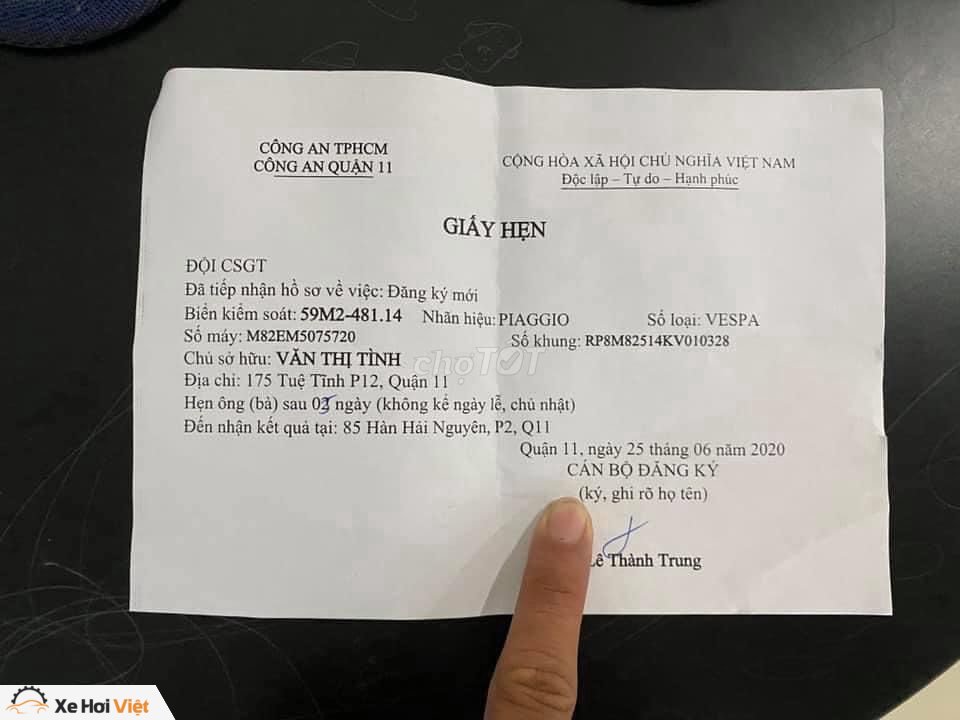 CÔNG AN TPHCM
CÔNG AN QUẬN 11
CỘNG HÒA XÃ HỘI CHỦ NGHĨA VIỆT NAM
Độc lập – Tự do – Hạnh phúc
GIẤY HẸN
ĐỘI CSGT
Đã tiếp nhận hồ sơ về việc: Đăng ký mới
Biển kiểm soát: 59M2-481.14 Nhãn hiệu: PIAGGIO Số loại: VESPA
Số máy: M82EM5075720 Số khung: RP8M82514KV010328
Chủ sở hữu: VĂN THỊ TÌNH
Địa chỉ: 175 Tuệ Tĩnh P12, Quận 11
Hẹn ông (bà) sau ngày (không kể ngày lễ, chủ nhật)
Đến nhận kết quả tại: 85 Hàn Hải Nguyên, P2, Q11
Quận 11, ngày 25 tháng 06 năm 2020
CÁN BỘ ĐĂNG KÝ
(ký, ghi rõ họ tên)
Lê Thành Trung
chợTỐT
Xe Hơi Việt